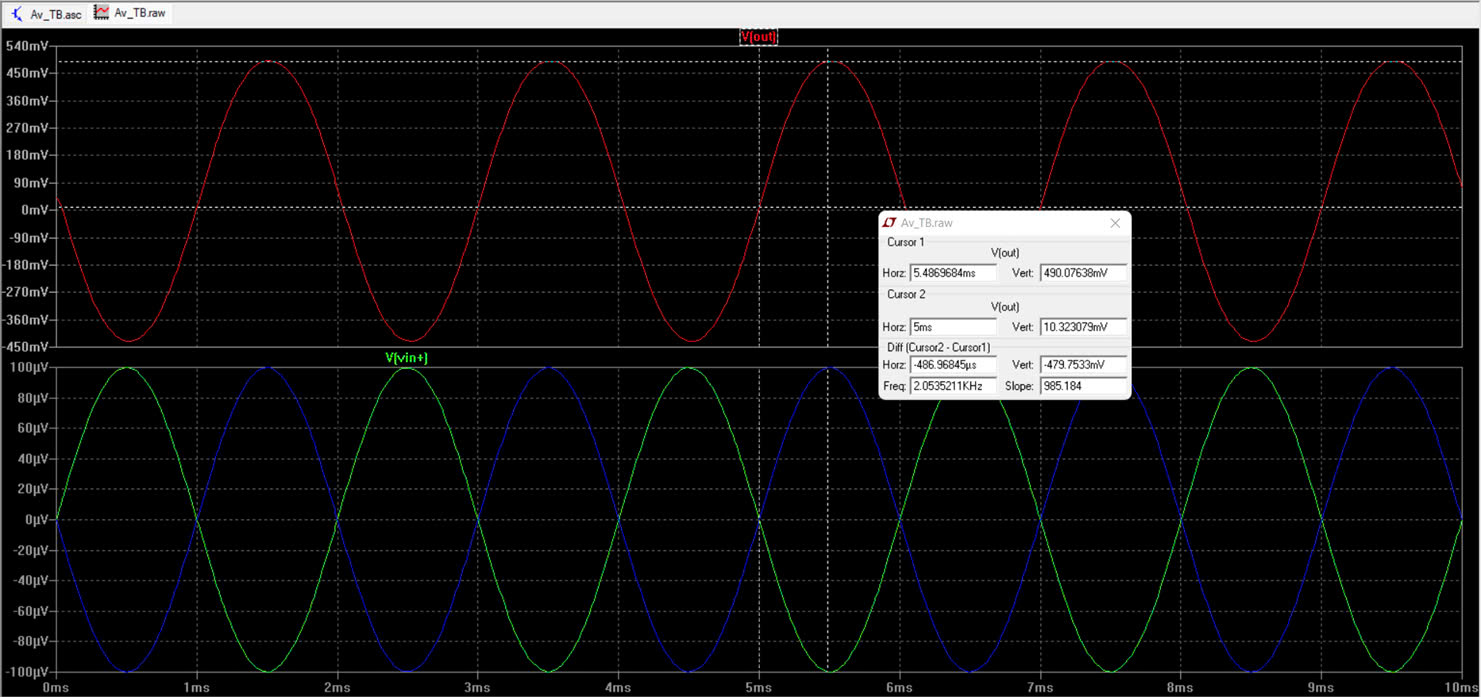 Av_TB.asc Av_TB.raw
V(out)
540mV
450mV
360mV
270mV
180mV
90mV
0mV
-90mV
-180mV
-270mV
-360mV
-450mV
Av_TB.raw
Cursor 1
V(out)
Horz: 5.4869684ms Vert: 490.07638mV
Cursor 2
V(out)
Horz: 5ms Vert: 10.323079mV
Diff (Cursor2 - Cursor1)
Horz: -486.96845µs Vert: -479.7533mV
Freq: 2.0535211KHz Slope: 985.184
V(vin+)
100µV
80µV
60µV
40µV
20µV
0µV
-20µV
-40µV
-60µV
-80µV
-100µV
0ms 1ms 2ms 3ms 4ms 5ms 6ms 7ms 8ms 9ms 10ms